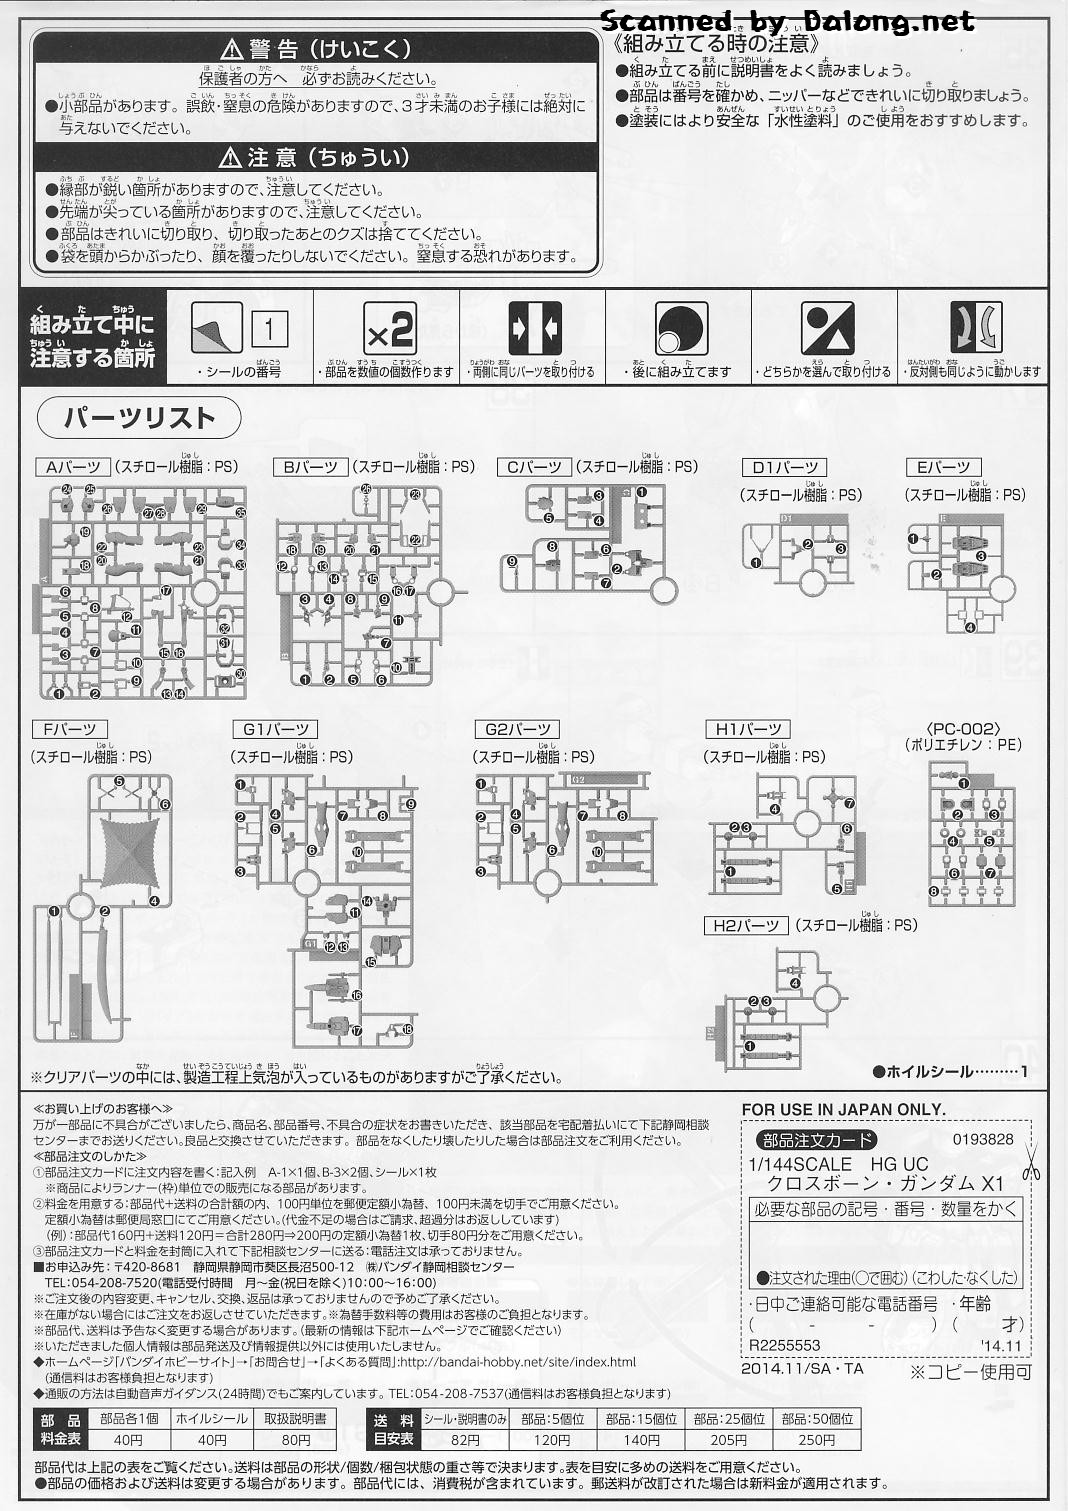 Scanned by Dalong.net
⚠警告(けいこく)
保護者の方へ 必ずお読みください。
●小部品があります。誤飲・窒息の危険がありますので、3才未満のお子様には絶対に
与えないでください。
⚠注意(ちゅうい)
●縁部が鋭い箇所がありますので、注意してください。
●先端が尖っている箇所がありますので、注意してください。
●部品はきれいに切り取り、切り取ったあとのクズは捨ててください。
●袋を頭からかぶったり、顔を覆ったりしないでください。窒息する恐れがあります。
《組み立てる時の注意》
●組み立てる前に説明書をよく読みましょう。
●部品は番号を確かめ、ニッパーなどできれいに切り取りましょう。
●塗装にはより安全な「水性塗料」のご使用をおすすめします。
組み立て中に
注意する箇所
1
・シールの番号
×2
・部品を数値の個数作ります
・両側に同じパーツを取り付ける
・後に組み立てます
・どちらかを選んで取り付ける
・反対側も同じように動かします
パーツリスト
Aパーツ (スチロール樹脂:PS)
Bパーツ (スチロール樹脂:PS)
Cパーツ (スチロール樹脂:PS)
D1パーツ
(スチロール樹脂:PS)
Eパーツ
(スチロール樹脂:PS)
Fパーツ
(スチロール樹脂:PS)
G1パーツ
(スチロール樹脂:PS)
G2パーツ
(スチロール樹脂:PS)
H1パーツ
(スチロール樹脂:PS)
〈PC-002〉
(ポリエチレン:PE)
H2パーツ (スチロール樹脂:PS)
※クリアパーツの中には、製造工程上気泡が入っているものがありますがご了承ください。
●ホイルシール………1
≪お買い上げのお客様へ≫
万が一部品に不具合がございましたら、商品名、部品番号、不具合の症状をお書きいただき、該当部品を宅配着払いにて下記静岡相談
センターまでお送りください。良品と交換させていただきます。部品をなくしたり壊したりした場合は部品注文をご利用ください。
≪部品注文のしかた≫
①部品注文カードに注文内容を書く:記入例 A-1×1個、B-3×2個、シール×1枚
※商品によりランナー(枠)単位での販売になる部品があります。
②料金を用意する:部品代+送料の合計額の内、100円単位を郵便定額小為替、100円未満を切手でご用意ください。
定額小為替は郵便局窓口にてご用意ください。(代金不足の場合はご請求、超過分はお返しします)
(例):部品代160円+送料120円=合計280円⇒200円の定額小為替1枚、切手80円分をご用意ください。
③部品注文カードと料金を封筒に入れて下記相談センターに送る:電話注文は承っておりません。
■お申込み先:〒420-8681 静岡県静岡市葵区長沼500-12 ㈱バンダイ静岡相談センター
TEL:054-208-7520(電話受付時間 月〜金(祝日を除く)10:00〜16:00)
※ご注文後の内容変更、キャンセル、交換、返品は承っておりませんので予めご了承ください。
※在庫がない場合にはご注文をお返しさせていただきます。※為替手数料等の費用はお客様のご負担となります。
※部品代、送料は予告なく変更する場合があります。(最新の情報は下記ホームページでご確認ください)
※いただきました個人情報は部品発送及び情報提供以外には使用いたしません。
◆ホームページ「バンダイホビーサイト」→「お問合せ」→「よくある質問」:http://bandai-hobby.net/site/index.html
(通信料はお客様負担となります)
◆通販の方法は自動音声ガイダンス(24時間)でもご案内しています。TEL:054-208-7537(通信料はお客様負担となります)
部品料金表 部品各1個 ホイルシール 取扱説明書
40円 40円 80円
送料目安表 シール・説明書のみ 部品:5個位 部品:15個位 部品:25個位 部品:50個位
82円 120円 140円 205円 250円
部品代は上記の表をご覧ください。送料は部品の形状/個数/梱包状態の重さ等で決まります。表を目安に多めの送料をご用意ください。
●部品の価格および送料は変更する場合があります。部品代には、消費税が含まれています。郵送料が改訂された場合は新料金が適用されます。
FOR USE IN JAPAN ONLY.
部品注文カード 0193828
1/144SCALE HG UC
クロスボーン・ガンダム X1
必要な部品の記号・番号・数量をかく
●注文された理由(○で囲む)(こわした・なくした)
・日中ご連絡可能な電話番号 ・年齢
( - - ) ( 才)
R2255553 '14.11
2014.11/SA・TA ※コピー使用可